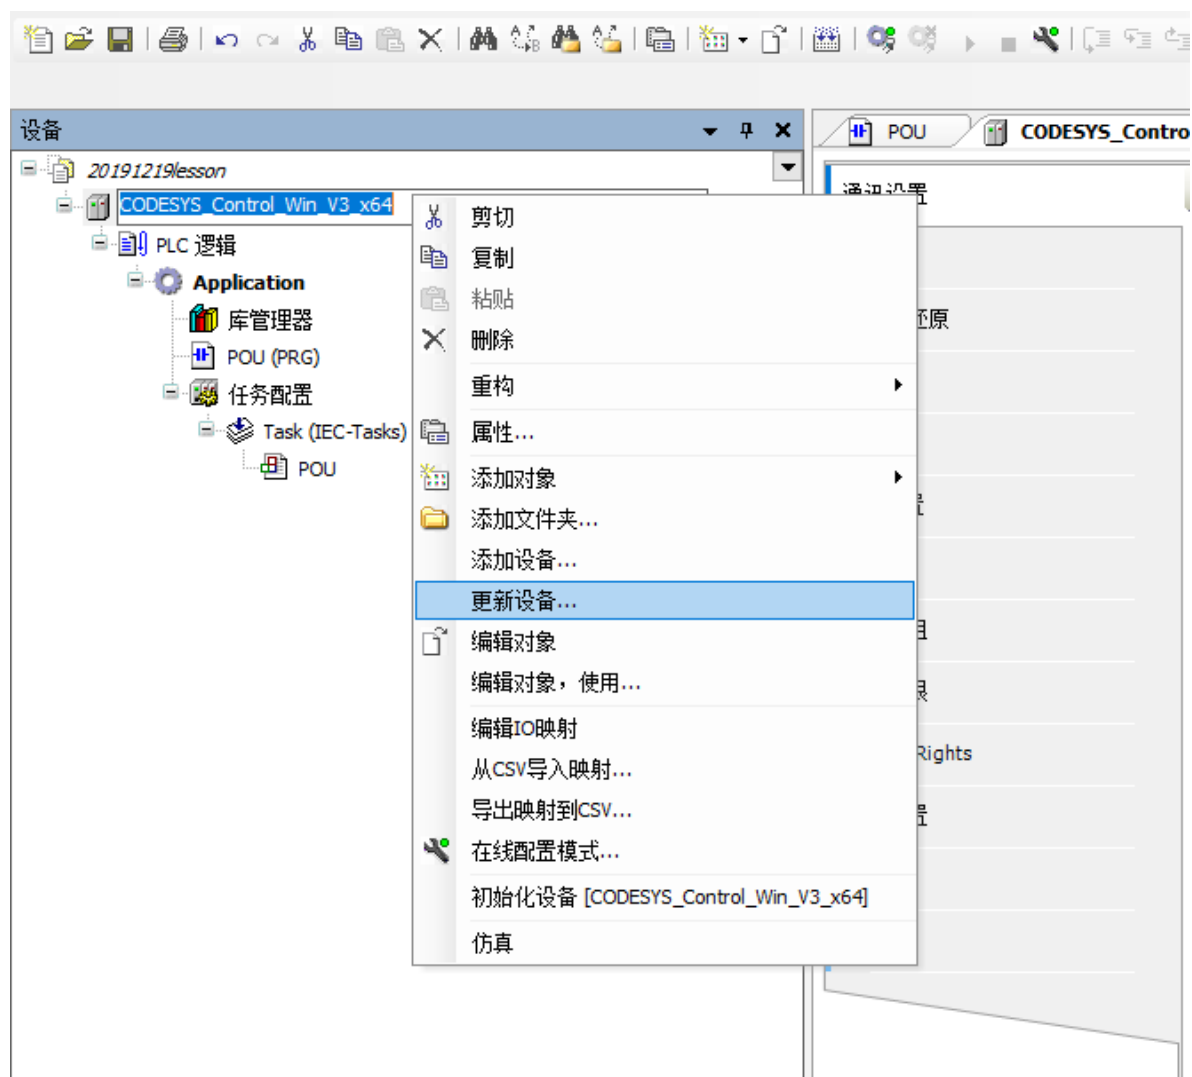 设备
POU
CODESYS_Contro
20191219lesson
通讯设置
CODESYS_Control_Win_V3_x64
PLC 逻辑
Application
库管理器
POU (PRG)
任务配置
Task (IEC-Tasks)
POU
剪切
复制
粘贴
删除
重构
属性...
添加对象
添加文件夹...
添加设备...
更新设备...
编辑对象
编辑对象，使用...
编辑IO映射
从CSV导入映射...
导出映射到CSV...
在线配置模式...
初始化设备 [CODESYS_Control_Win_V3_x64]
仿真
还原
Rights